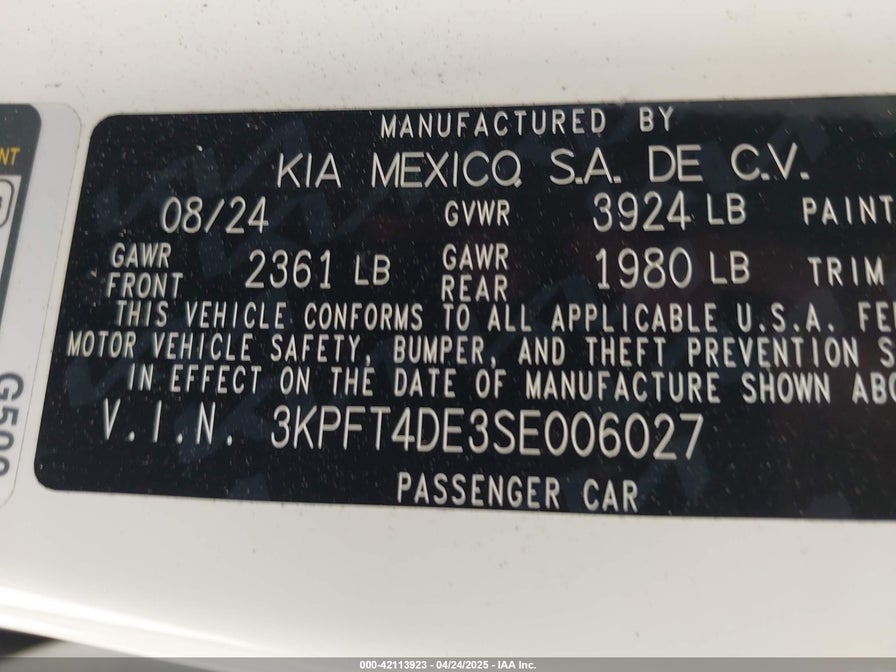 MANUFACTURED BY
KIA MEXICO, S.A. DE C.V.
08/24 GVWR 3924 LB PAINT
GAWR FRONT 2361 LB GAWR REAR 1980 LB TRIM
THIS VEHICLE CONFORMS TO ALL APPLICABLE U.S.A. FE
MOTOR VEHICLE SAFETY, BUMPER, AND THEFT PREVENTION S
IN EFFECT ON THE DATE OF MANUFACTURE SHOWN ABO
V.I.N. 3KPFT4DE3SE006027
PASSENGER CAR
NT
000-42113923 - 04/24/2025 - IAA Inc.